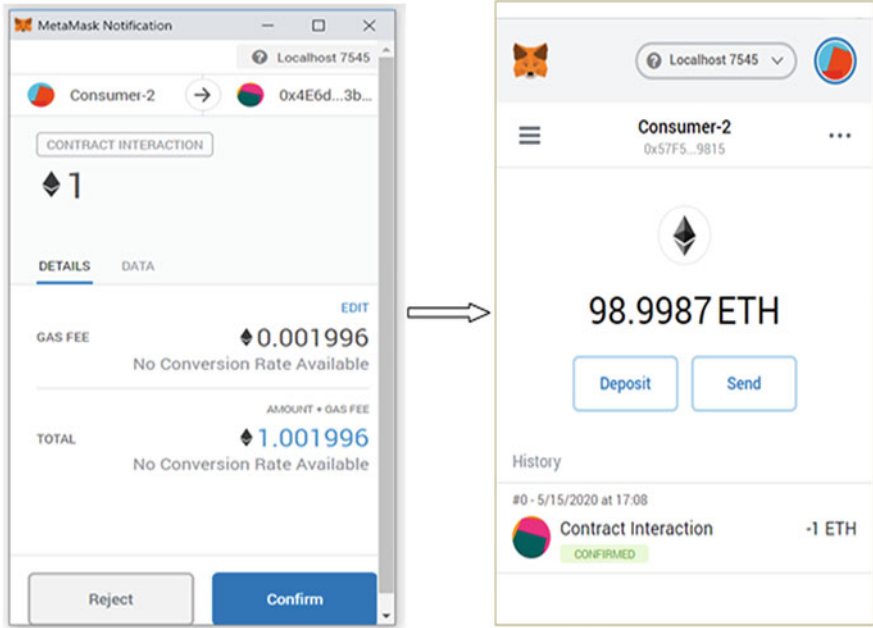 MetaMask Notification
Localhost 7545
Consumer-2
0x4E6d...3b...
CONTRACT INTERACTION
1
DETAILS DATA
EDIT
GAS FEE 0.001996
No Conversion Rate Available
AMOUNT + GAS FEE
TOTAL 1.001996
No Conversion Rate Available
Reject Confirm
Localhost 7545
Consumer-2
0x57F5...9815
98.9987 ETH
Deposit Send
History
#0 - 5/15/2020 at 17:08
Contract Interaction -1 ETH
CONFIRMED